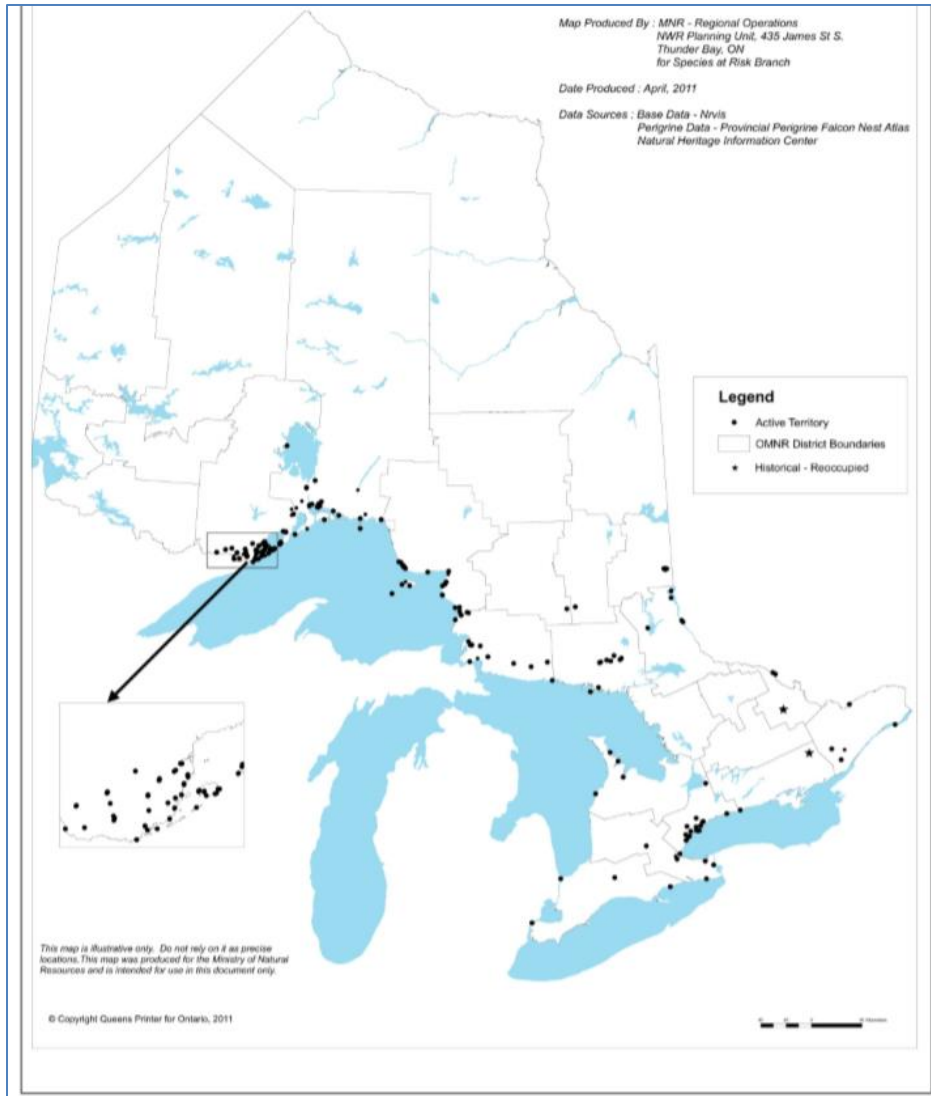 Map Produced By : MNR - Regional Operations
NWR Planning Unit, 435 James St S.
Thunder Bay, ON
for Species at Risk Branch
Date Produced : April, 2011
Data Sources : Base Data - Nrvis
Perigrine Data - Provincial Perigrine Falcon Nest Atlas
Natural Heritage Information Center
Legend
Active Territory
OMNR District Boundaries
Historical - Reoccupied
This map is illustrative only. Do not rely on it as precise
locations.This map was produced for the Ministry of Natural
Resources and is intended for use in this document only.
© Copyright Queens Printer for Ontario, 2011